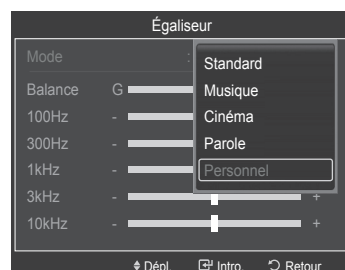 Égaliseur
Mode :
Standard
Musique
Cinéma
Parole
Personnel
Balance G
100Hz -
300Hz -
1kHz -
3kHz - +
10kHz - +
Dépl. Intro. Retour